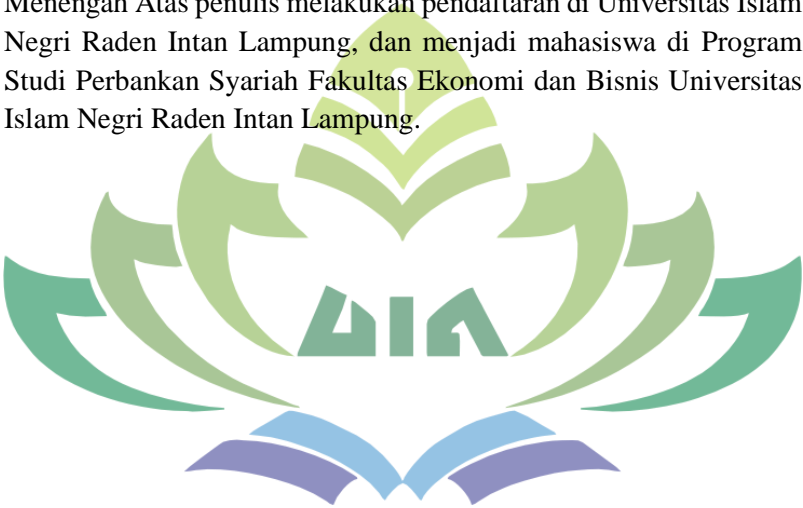 Menengah Atas penulis melakukan pendaftaran di Universitas Islam
Negri Raden Intan Lampung, dan menjadi mahasiswa di Program
Studi Perbankan Syariah Fakultas Ekonomi dan Bisnis Universitas
Islam Negri Raden Intan Lampung.